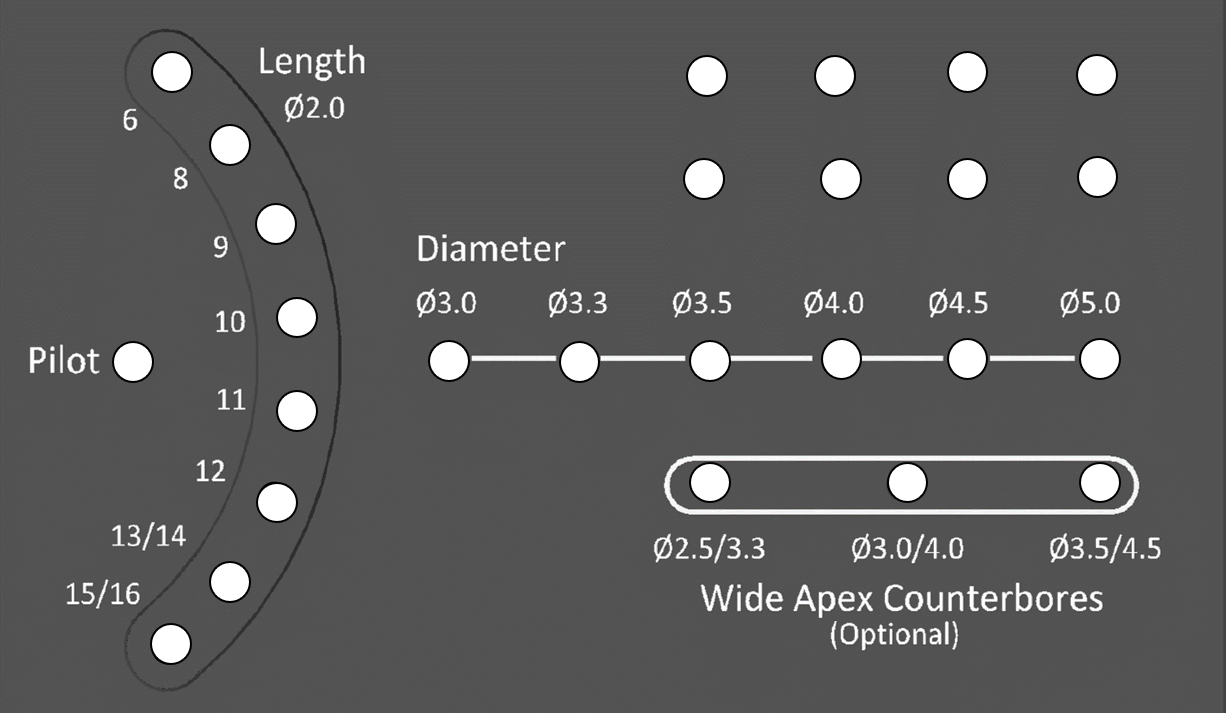 Length
Ø2.0
6
8
9
10
Pilot
11
12
13/14
15/16
Diameter
Ø3.0 Ø3.3 Ø3.5 Ø4.0 Ø4.5 Ø5.0
Ø2.5/3.3 Ø3.0/4.0 Ø3.5/4.5
Wide Apex Counterbores
(Optional)